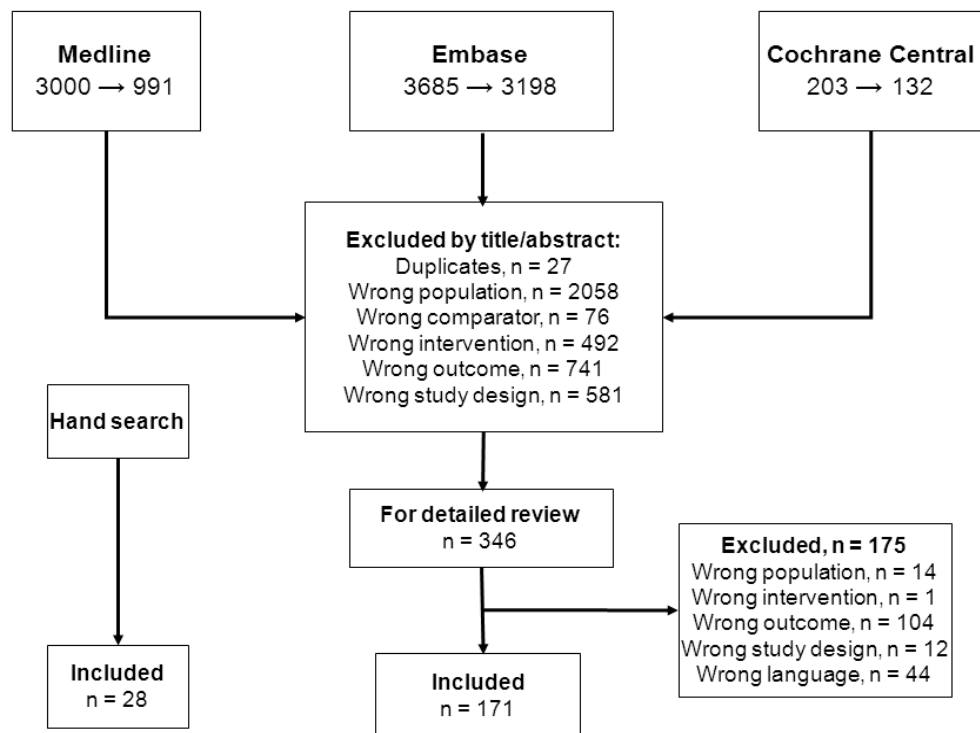 Medline
3000 → 991
Embase
3685 → 3198
Cochrane Central
203 → 132
Excluded by title/abstract:
Duplicates, n = 27
Wrong population, n = 2058
Wrong comparator, n = 76
Wrong intervention, n = 492
Wrong outcome, n = 741
Wrong study design, n = 581
Hand search
For detailed review
n = 346
Excluded, n = 175
Wrong population, n = 14
Wrong intervention, n = 1
Wrong outcome, n = 104
Wrong study design, n = 12
Wrong language, n = 44
Included
n = 28
Included
n = 171